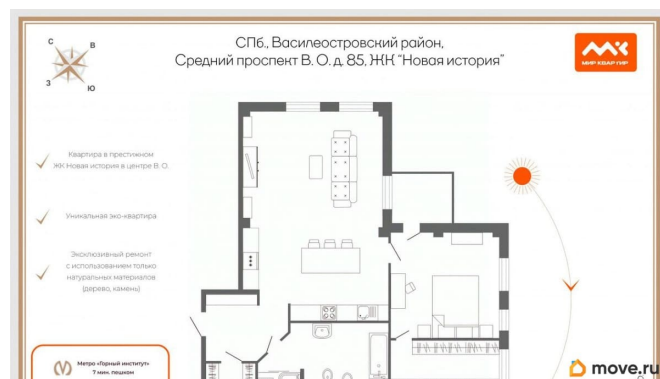 СПб., Василеостровский район,
Средний проспект В. О. д. 85, ЖК "Новая история"
С
В
З
Ю
МИР КВАРТИР
Квартира в престижном
ЖК Новая история в центре В. О.
Уникальная эко-квартира
Эксклюзивный ремонт
с использованием только
натуральных материалов
(дерево, камень)
Метро «Горный институт»
7 мин. пешком
move.ru